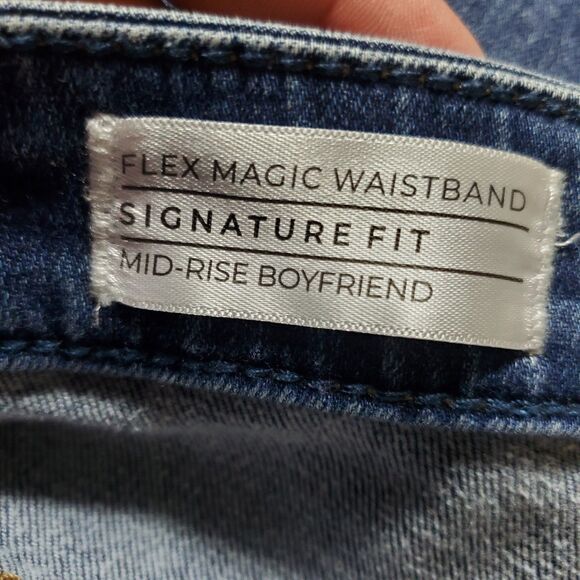 FLEX MAGIC WAISTBAND
SIGNATURE FIT
MID-RISE BOYFRIEND